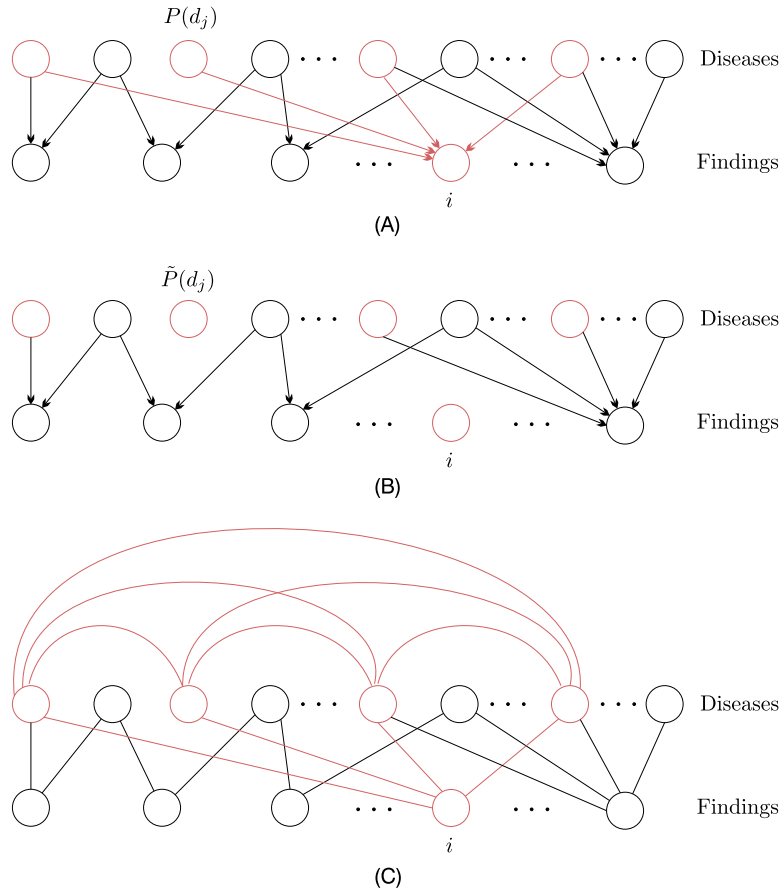 P(d_j)
· · · · · · · · · Diseases
· · · · · · Findings
i
(A)
P̃(d_j)
· · · · · · · · · Diseases
· · · · · · Findings
i
(B)
· · · · · · · · · Diseases
· · · · · · Findings
i
(C)